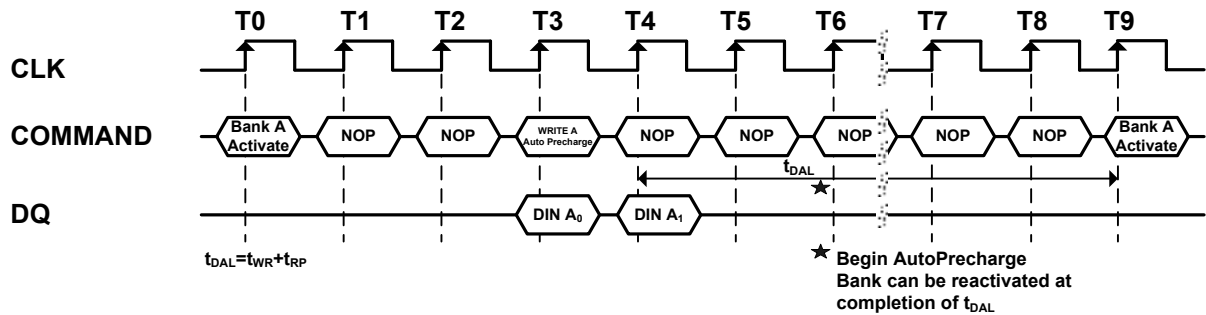 T0 T1 T2 T3 T4 T5 T6 T7 T8 T9
CLK
COMMAND
Bank A
Activate
NOP
NOP
WRITE A
Auto Precharge
NOP
NOP
NOP
NOP
NOP
Bank A
Activate
tDAL
DQ
DIN A0
DIN A1
tDAL=tWR+tRP
★ Begin AutoPrecharge
Bank can be reactivated at
completion of tDAL